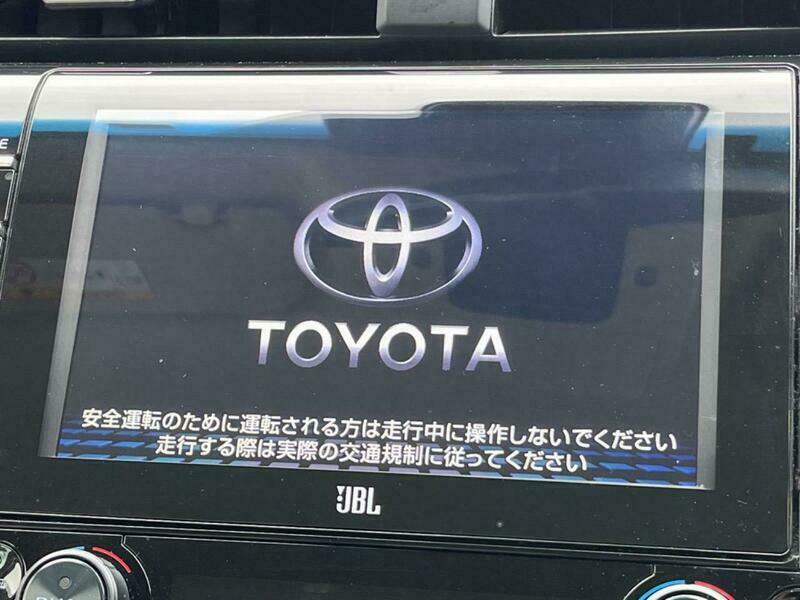 TOYOTA
安全運転のために運転される方は走行中に操作しないでください
走行する際は実際の交通規制に従ってください
JBL